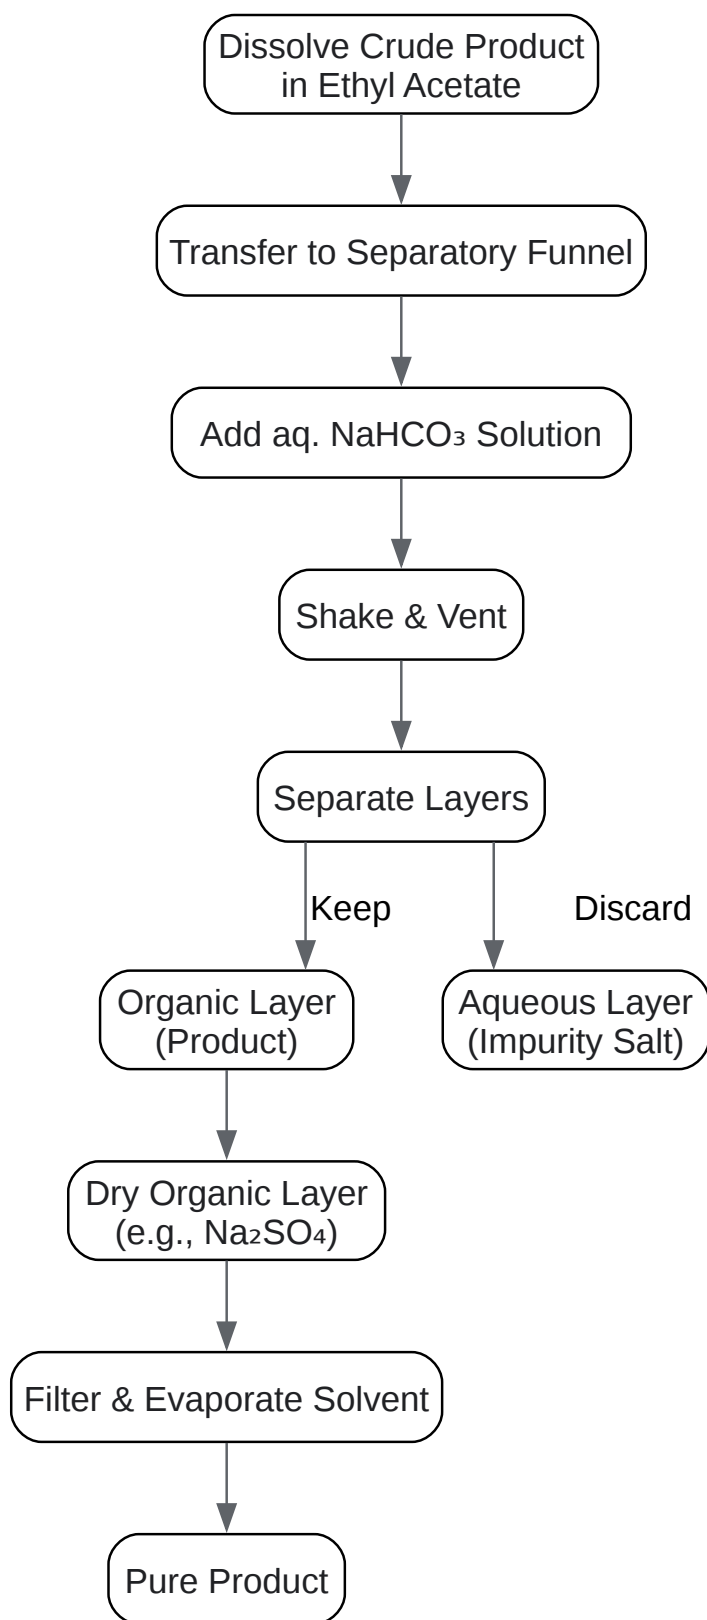 Dissolve Crude Product
in Ethyl Acetate
Transfer to Separatory Funnel
Add aq. NaHCO₃ Solution
Shake & Vent
Separate Layers
Keep
Discard
Organic Layer
(Product)
Aqueous Layer
(Impurity Salt)
Dry Organic Layer
(e.g., Na₂SO₄)
Filter & Evaporate Solvent
Pure Product